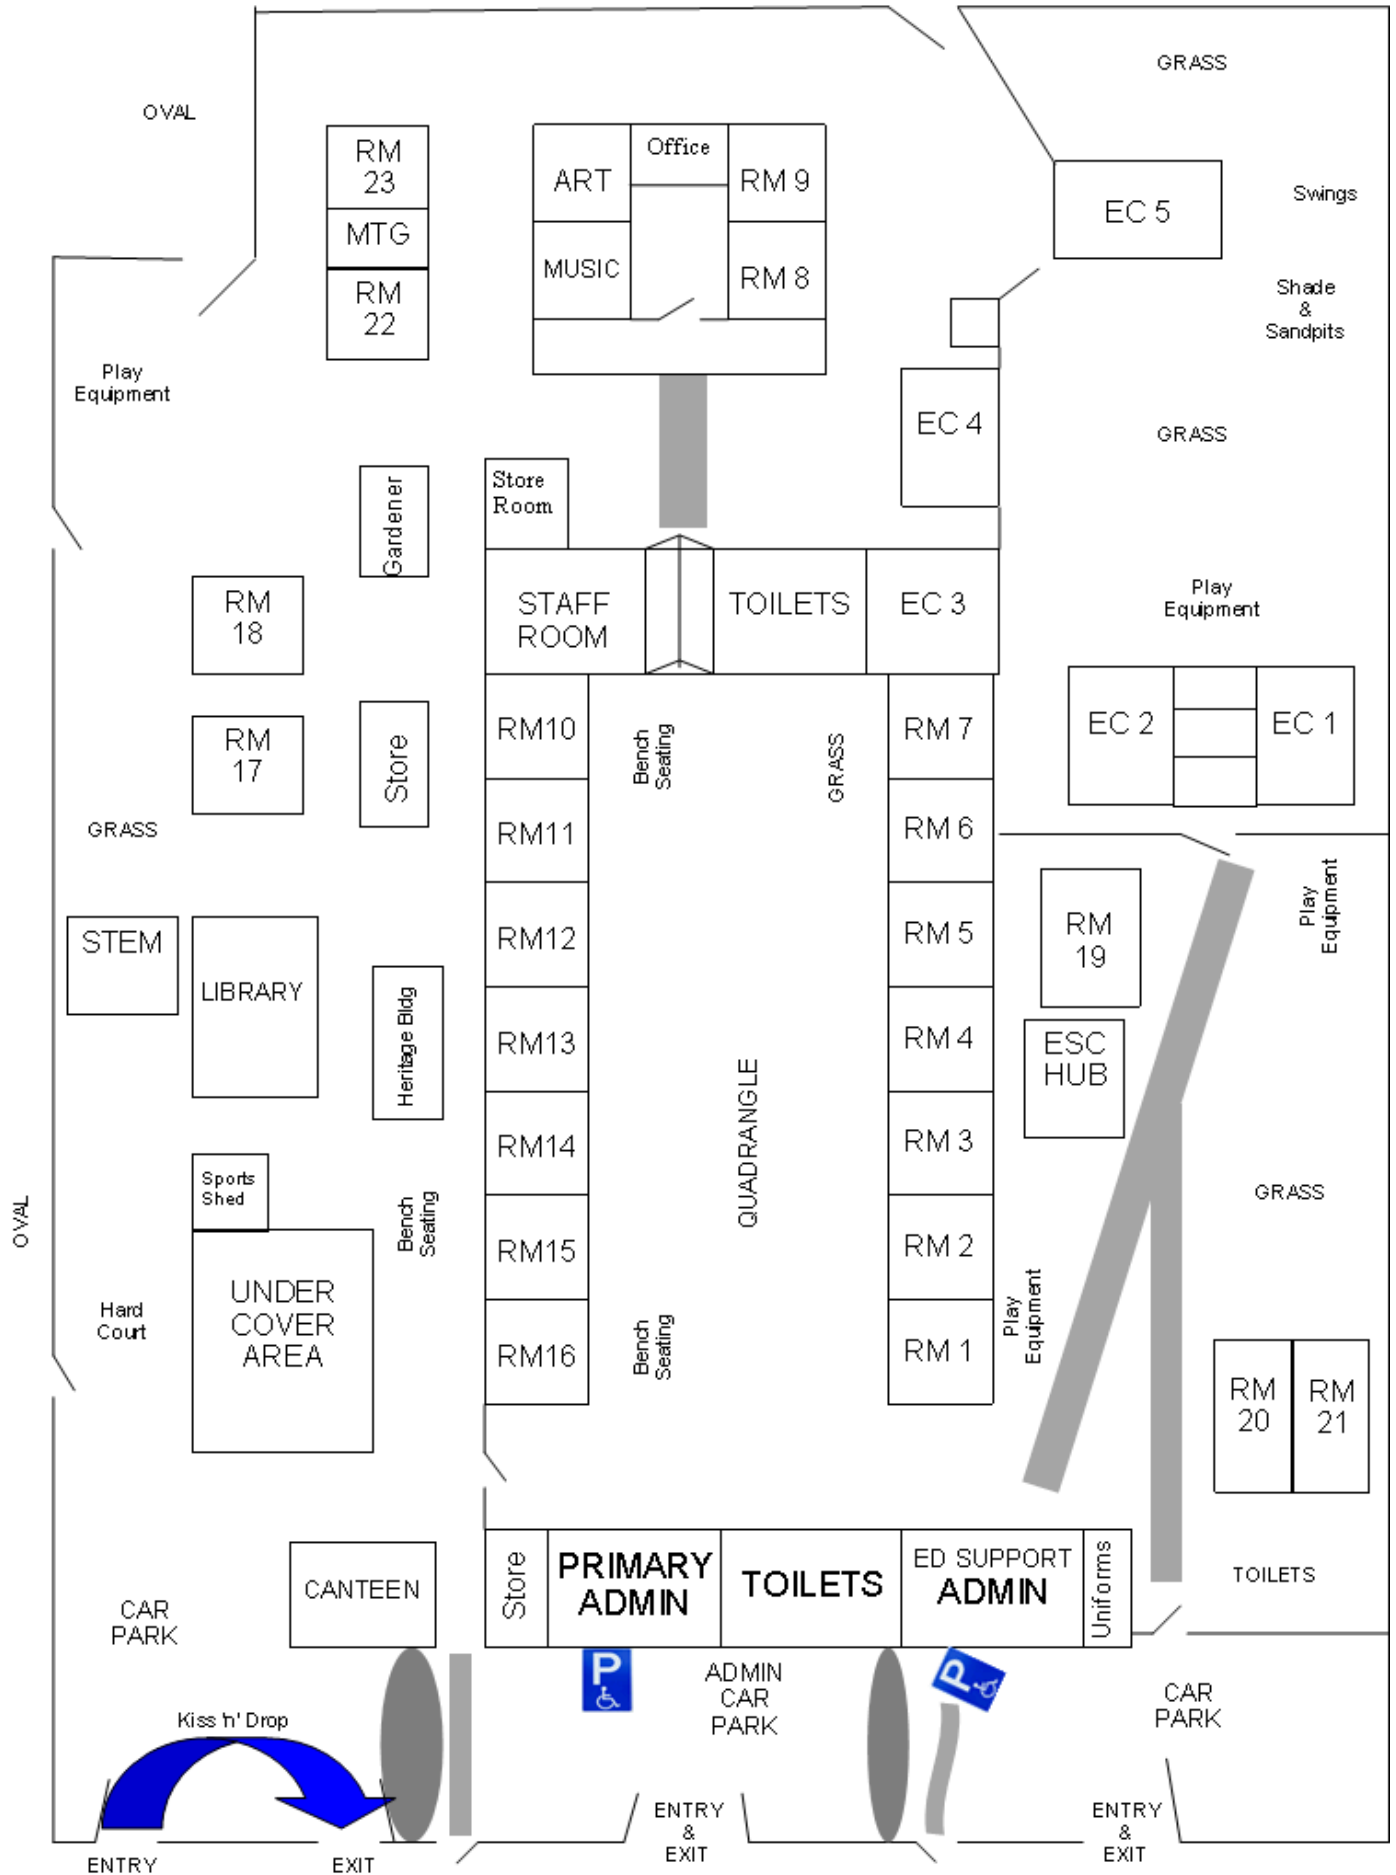 GRASS
OVAL
RM
23
MTG
RM
22
ART
Office
RM 9
MUSIC
RM 8
EC 5
Swings
Shade
&
Sandpits
Play
Equipment
EC 4
GRASS
Store
Room
Gardener
RM
18
STAFF
ROOM
TOILETS
EC 3
Play
Equipment
RM
17
Store
RM10
Bench
Seating
GRASS
RM 7
EC 2
EC 1
GRASS
RM11
RM 6
STEM
LIBRARY
RM12
RM 5
RM
19
Play
Equipment
Heritage Bldg
RM13
RM 4
ESC
HUB
QUADRANGLE
RM14
RM 3
Sports
Shed
Bench
Seating
GRASS
OVAL
RM15
RM 2
Hard
Court
UNDER
COVER
AREA
RM16
Bench
Seating
RM 1
Play
Equipment
RM
20
RM
21
CANTEEN
Store
PRIMARY
ADMIN
TOILETS
ED SUPPORT
ADMIN
Uniforms
TOILETS
CAR
PARK
P
ADMIN
CAR
PARK
P
CAR
PARK
Kiss 'n' Drop
ENTRY
EXIT
ENTRY
&
EXIT
ENTRY
&
EXIT